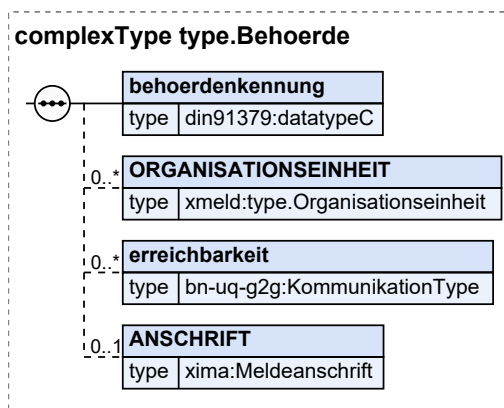 complexType type.Behoerde
behoerdenkennung
type din91379:datatypeC
0..* ORGANISATIONSEINHEIT
type xmeld:type.Organisationseinheit
0..* erreichbarkeit
type bn-uq-g2g:KommunikationType
0..1 ANSCHRIFT
type xima:Meldeanschrift